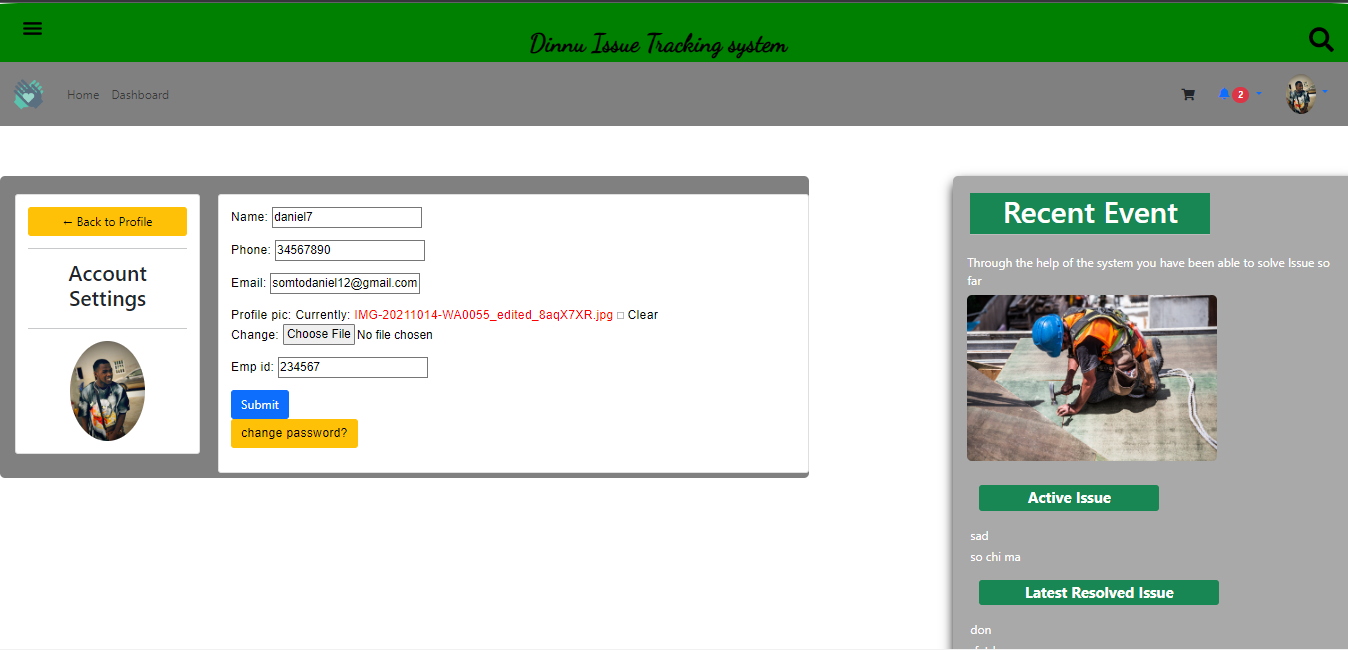 Dinnu Issue Tracking system
Home Dashboard
2
← Back to Profile
Account
Settings
Name: daniel7
Phone: 34567890
Email: somtodaniel12@gmail.com
Profile pic: Currently: IMG-20211014-WA0055_edited_8aqX7XR.jpg Clear
Change: Choose File No file chosen
Emp id: 234567
Submit
change password?
Recent Event
Through the help of the system you have been able to solve Issue so
far
Active Issue
sad
so chi ma
Latest Resolved Issue
don